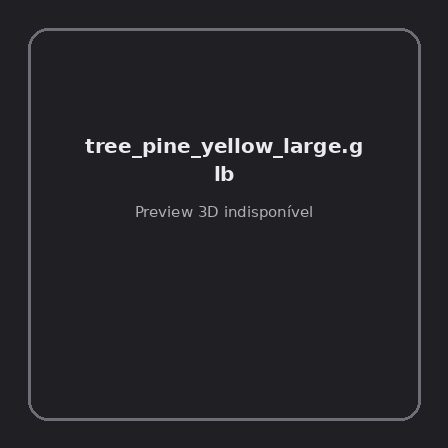 tree_pine_yellow_large.g
lb
Preview 3D indisponível